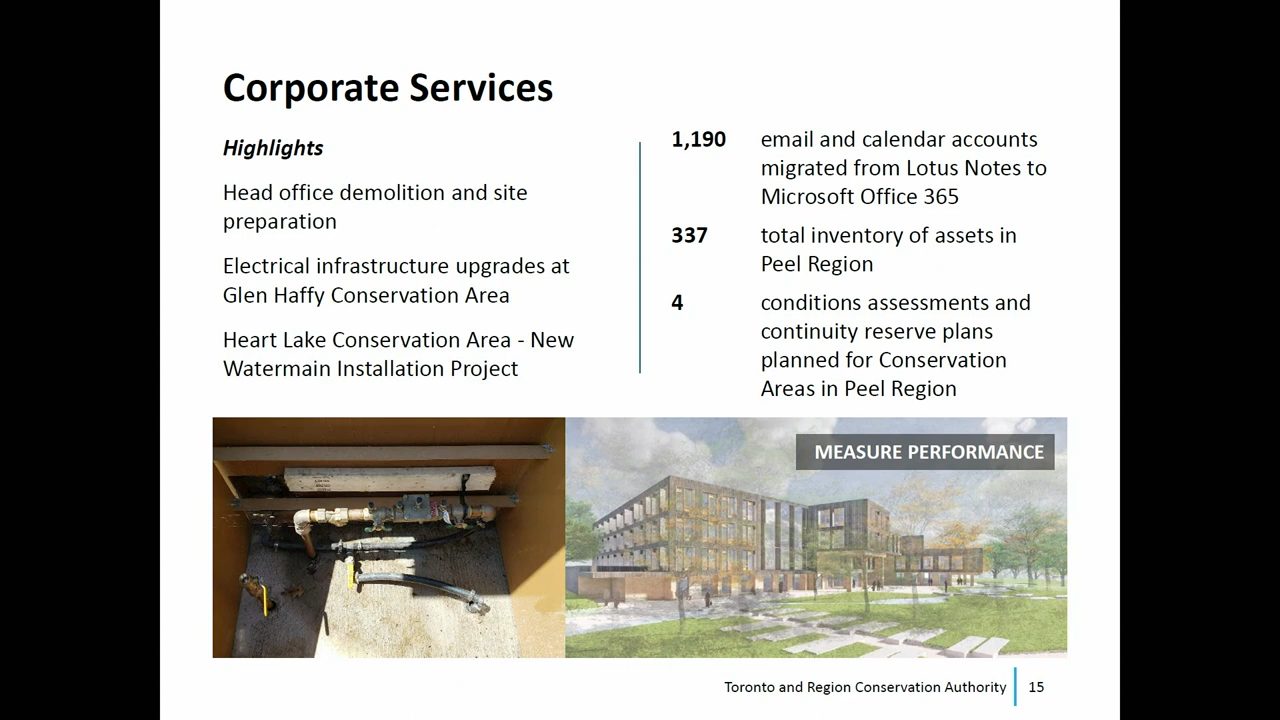 Corporate Services
Highlights
Head office demolition and site
preparation
Electrical infrastructure upgrades at
Glen Haffy Conservation Area
Heart Lake Conservation Area - New
Watermain Installation Project
1,190 email and calendar accounts
migrated from Lotus Notes to
Microsoft Office 365
337 total inventory of assets in
Peel Region
4 conditions assessments and
continuity reserve plans
planned for Conservation
Areas in Peel Region
MEASURE PERFORMANCE
Toronto and Region Conservation Authority 15